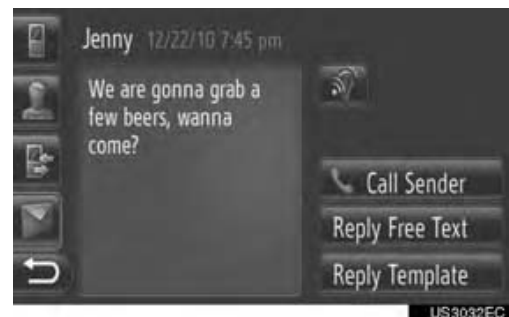 Jenny 12/22/10 7:45 pm
We are gonna grab a
few beers, wanna
come?
Call Sender
Reply Free Text
Reply Template
US3032EC